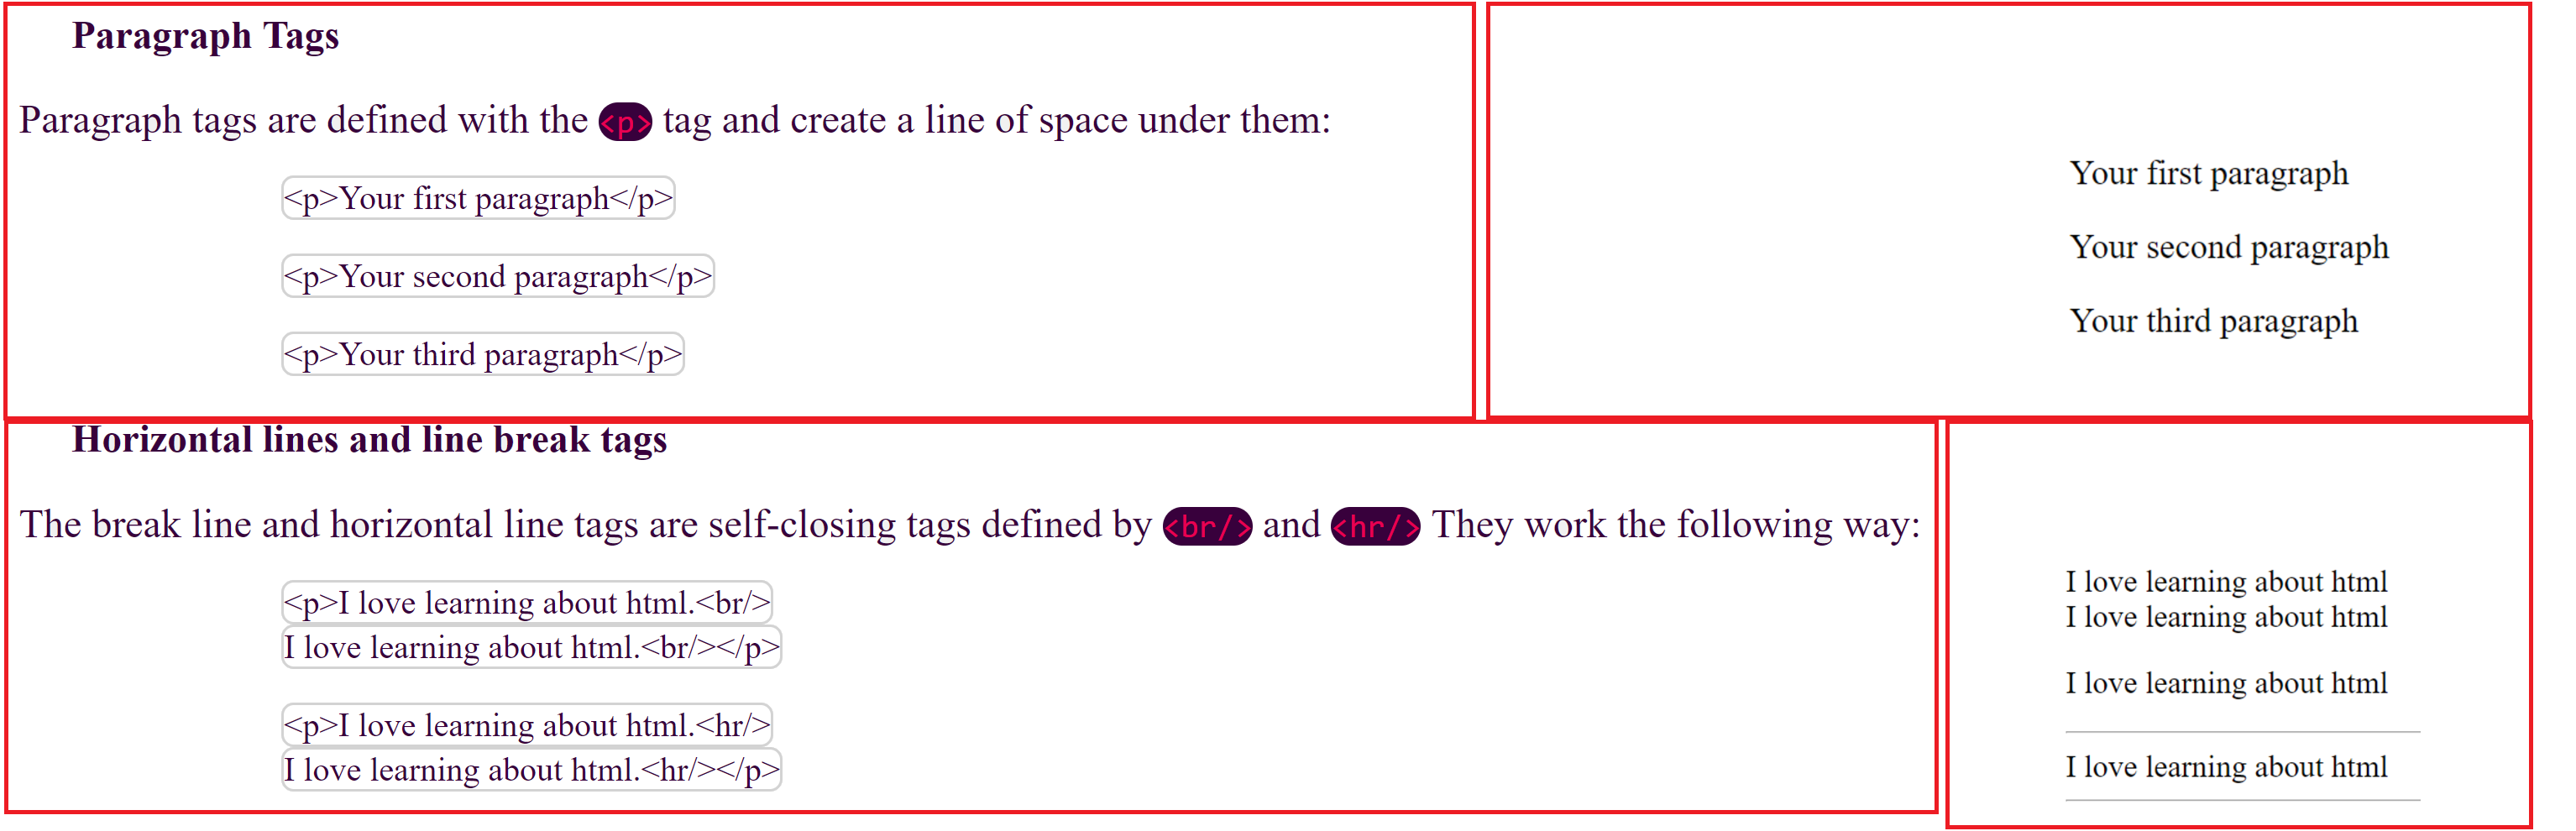 Paragraph Tags
Paragraph tags are defined with the <p> tag and create a line of space under them:
<p>Your first paragraph</p>
<p>Your second paragraph</p>
<p>Your third paragraph</p>
Your first paragraph
Your second paragraph
Your third paragraph
Horizontal lines and line break tags
The break line and horizontal line tags are self-closing tags defined by <br/> and <hr/> They work the following way:
<p>I love learning about html.<br/>
I love learning about html.<br/></p>
<p>I love learning about html.<hr/>
I love learning about html.<hr/></p>
I love learning about html
I love learning about html
I love learning about html
I love learning about html